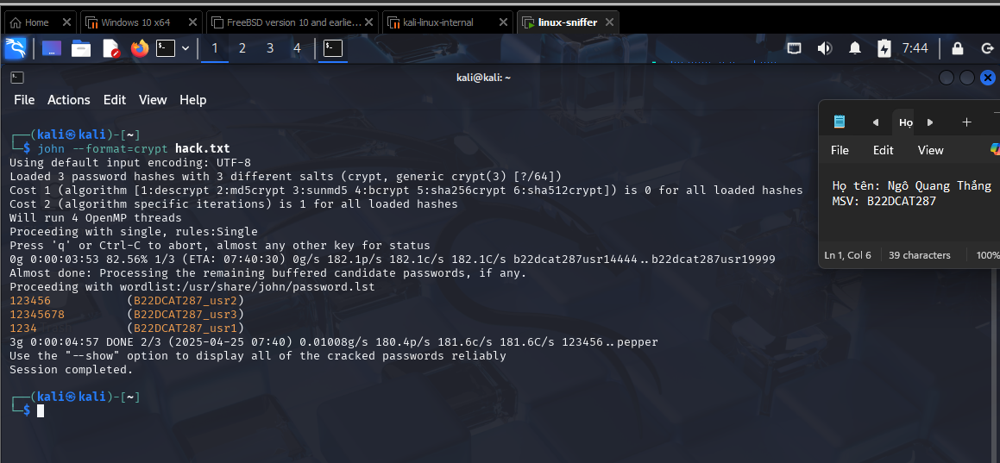 Home
Windows 10 x64
FreeBSD version 10 and earlie...
kali-linux-internal
linux-sniffer
1 2 3 4
7:44
kali@kali: ~
File Actions Edit View Help
┌──(kali㉿kali)-[~]
└─$ john --format=crypt hack.txt
Using default input encoding: UTF-8
Loaded 3 password hashes with 3 different salts (crypt, generic crypt(3) [?/64])
Cost 1 (algorithm [1:descrypt 2:md5crypt 3:sunmd5 4:bcrypt 5:sha256crypt 6:sha512crypt]) is 0 for all loaded hashes
Cost 2 (algorithm specific iterations) is 1 for all loaded hashes
Will run 4 OpenMP threads
Proceeding with single, rules:Single
Press 'q' or Ctrl-C to abort, almost any other key for status
0g 0:00:03:53 82.56% 1/3 (ETA: 07:40:30) 0g/s 182.1p/s 182.1c/s 182.1C/s b22dcat287usr14444..b22dcat287usr19999
Almost done: Processing the remaining buffered candidate passwords, if any.
Proceeding with wordlist:/usr/share/john/password.lst
123456 (B22DCAT287_usr2)
12345678 (B22DCAT287_usr3)
1234 (B22DCAT287_usr1)
3g 0:00:04:57 DONE 2/3 (2025-04-25 07:40) 0.01008g/s 180.4p/s 181.6c/s 181.6C/s 123456..pepper
Use the "--show" option to display all of the cracked passwords reliably
Session completed.
┌──(kali㉿kali)-[~]
└─$
Họ
File Edit View
Họ tên: Ngô Quang Thắng
MSV: B22DCAT287
Ln 1, Col 6 39 characters 100%